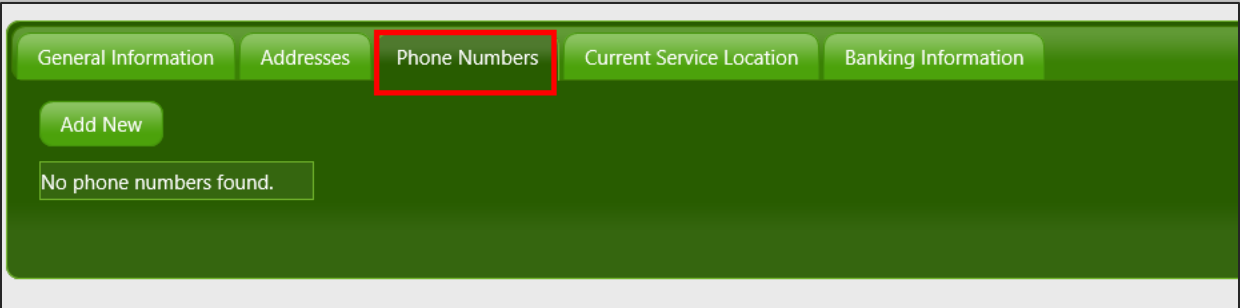 General Information Addresses Phone Numbers Current Service Location Banking Information
Add New
No phone numbers found.